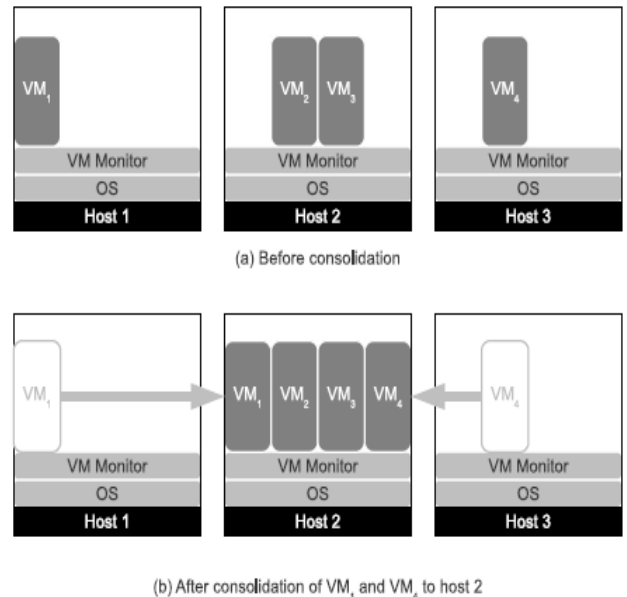 VM₁ VM₂ VM₃ VM₄
VM Monitor VM Monitor VM Monitor
OS OS OS
Host 1 Host 2 Host 3
(a) Before consolidation
VM₁ VM₁ VM₂ VM₃ VM₄ VM₄
VM Monitor VM Monitor VM Monitor
OS OS OS
Host 1 Host 2 Host 3
(b) After consolidation of VM₁ and VM₄ to host 2